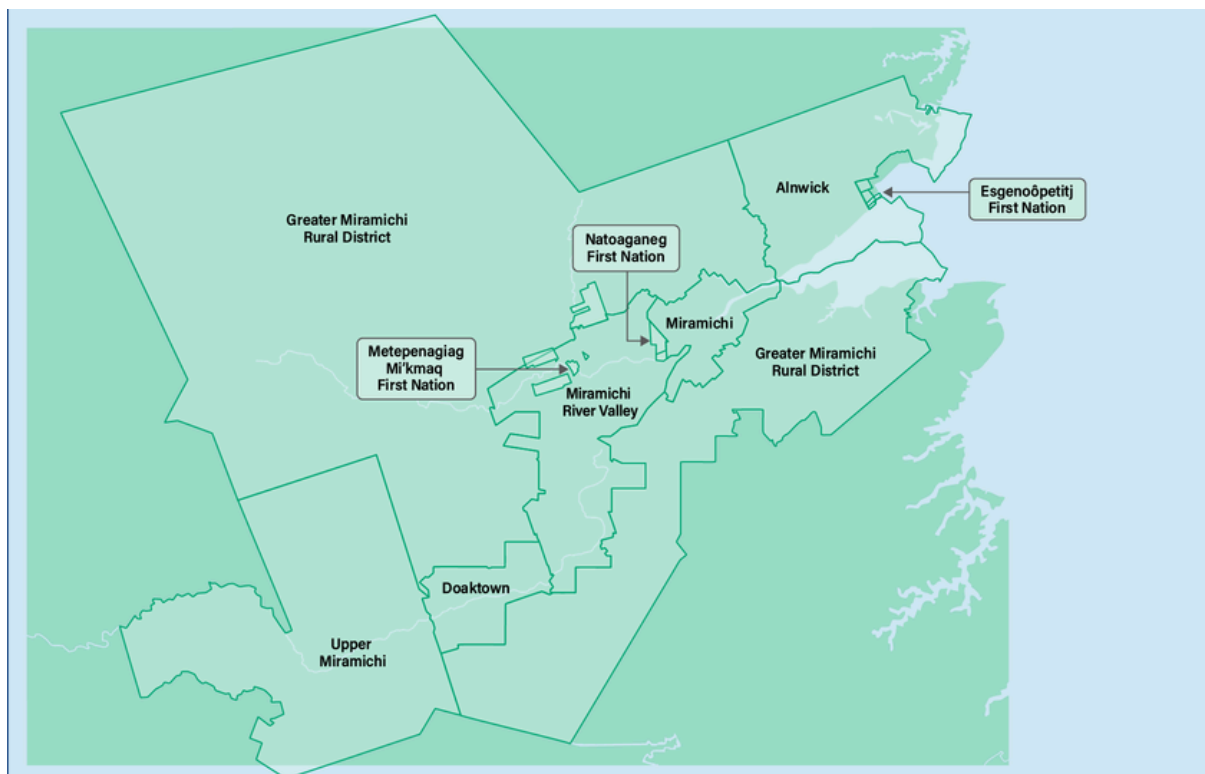 Alnwick
Esgenoôpetitj
First Nation
Greater Miramichi
Rural District
Natoaganeg
First Nation
Miramichi
Metepenagiag
Mi'kmaq
First Nation
Greater Miramichi
Rural District
Miramichi
River Valley
Doaktown
Upper
Miramichi